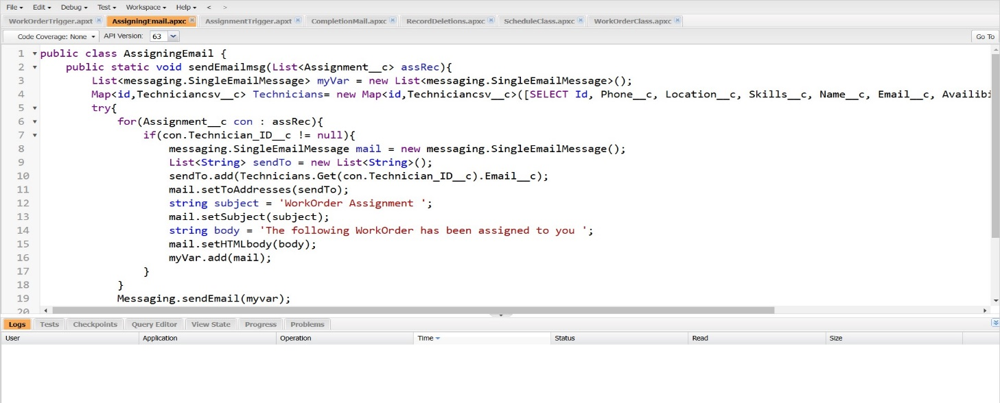 File Edit Debug Test Workspace Help < >
WorkOrderTrigger.apxt AssigningEmail.apxc AssignmentTrigger.apxt CompletionMail.apxc RecordDeletions.apxc ScheduleClass.apxc WorkOrderClass.apxc
Code Coverage: None API Version: 63 Go To
1 public class AssigningEmail {
2 public static void sendEmailmsg(List<Assignment__c> assRec){
3 List<messaging.SingleEmailMessage> myVar = new List<messaging.SingleEmailMessage>();
4 Map<id,Techniciancsv__c> Technicians= new Map<id,Techniciancsv__c>([SELECT Id, Phone__c, Location__c, Skills__c, Name__c, Email__c, Availibi
5 try{
6 for(Assignment__c con : assRec){
7 if(con.Technician_ID__c != null){
8 messaging.SingleEmailMessage mail = new messaging.SingleEmailMessage();
9 List<String> sendTo = new List<String>();
10 sendTo.add(Technicians.Get(con.Technician_ID__c).Email__c);
11 mail.setToAddresses(sendTo);
12 string subject = 'WorkOrder Assignment ';
13 mail.setSubject(subject);
14 string body = 'The following WorkOrder has been assigned to you ';
15 mail.setHTMLbody(body);
16 myVar.add(mail);
17 }
18 }
19 Messaging.sendEmail(myvar);
20
Logs Tests Checkpoints Query Editor View State Progress Problems
User Application Operation Time Status Read Size